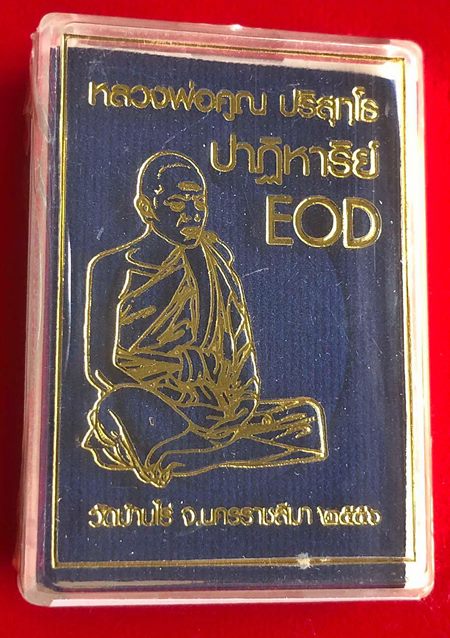 หลวงพ่อคูณ ปริสุทฺโธ
ปาฏิหาริย์
EOD
วัดบ้านไร่ จ.นครราชสีมา ๒๕๕๖